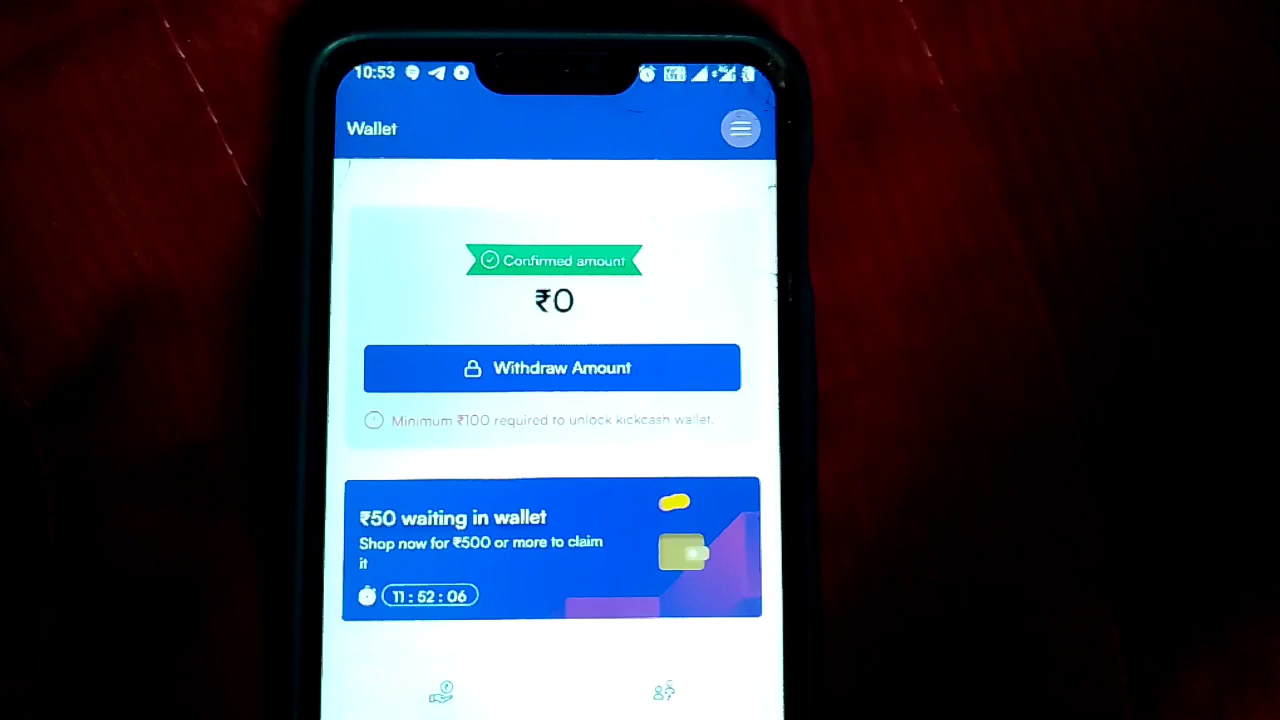 10:53
Wallet
Confirmed amount
₹0
Withdraw Amount
Minimum ₹100 required to unlock kickcash wallet.
₹50 waiting in wallet
Shop now for ₹500 or more to claim
it
11 : 52 : 06